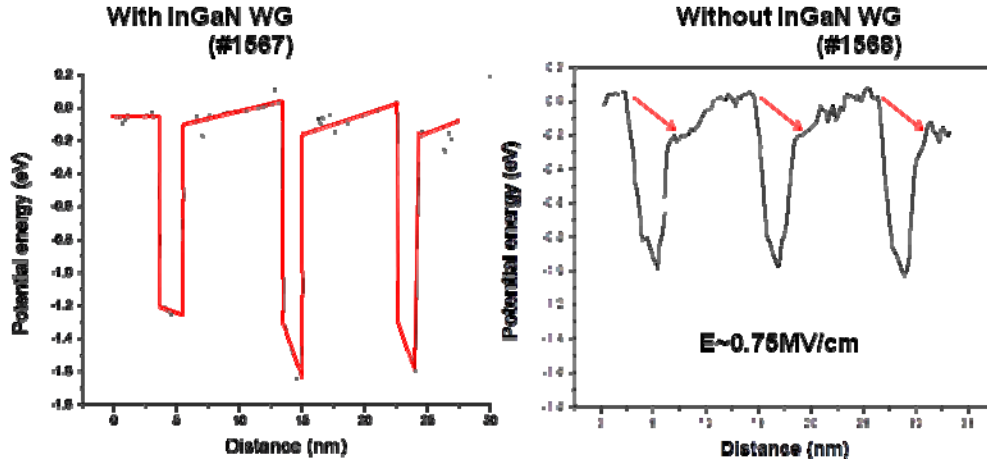 With InGaN WG
(#1567)
0.2
0.0
-0.2
-0.4
-0.6
-0.8
-1.0
-1.2
-1.4
-1.6
-1.8
Potential energy (eV)
0 5 10 15 20 25 30
Distance (nm)
Without InGaN WG
(#1568)
Potential energy (eV)
E~0.75MV/cm
Distance (nm)